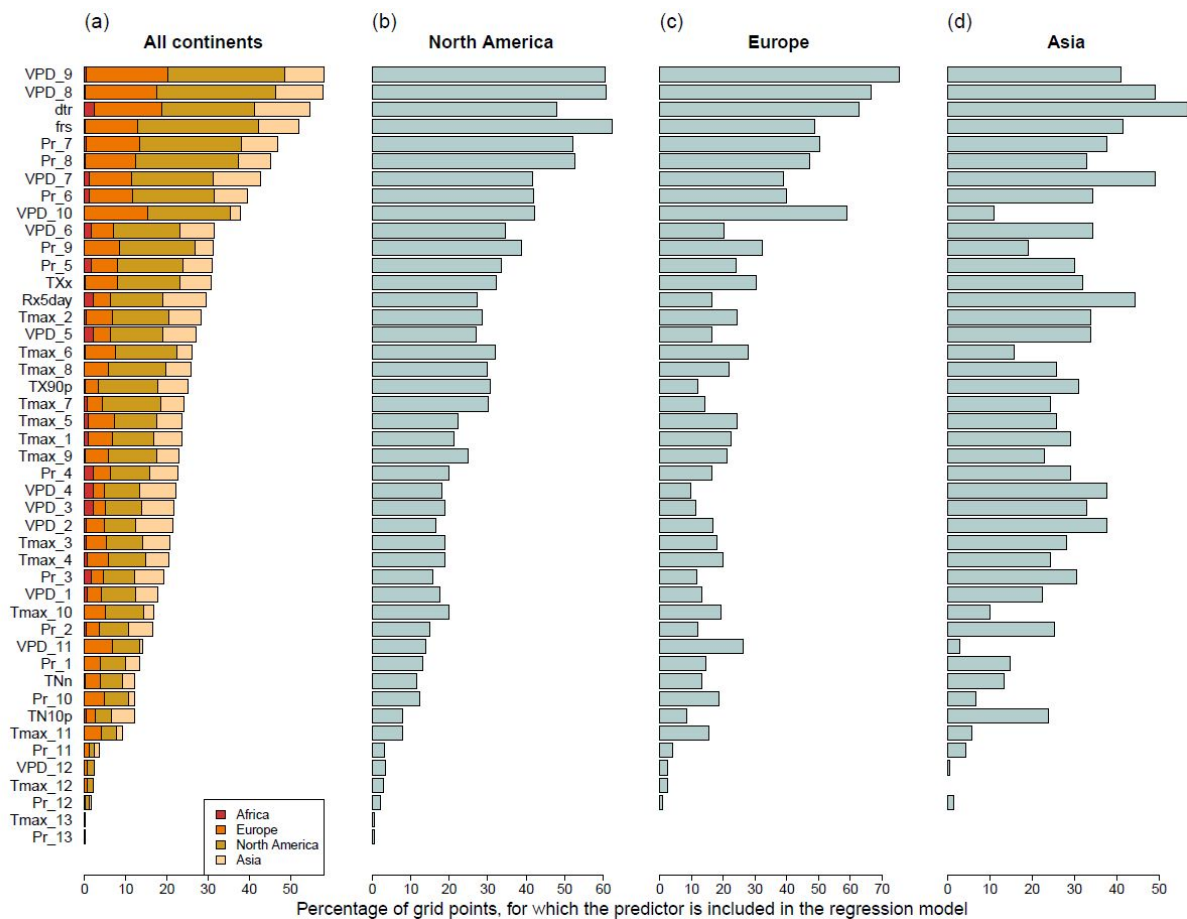 (a)
All continents
(b)
North America
(c)
Europe
(d)
Asia
VPD_9
VPD_8
dtr
frs
Pr_7
Pr_8
VPD_7
Pr_6
VPD_10
VPD_6
Pr_9
Pr_5
TXx
Rx5day
Tmax_2
VPD_5
Tmax_6
Tmax_8
TX90p
Tmax_7
Tmax_5
Tmax_1
Tmax_9
Pr_4
VPD_4
VPD_3
VPD_2
Tmax_3
Tmax_4
Pr_3
VPD_1
Tmax_10
Pr_2
VPD_11
Pr_1
TNn
Pr_10
TN10p
Tmax_11
Pr_11
VPD_12
Tmax_12
Pr_12
Tmax_13
Pr_13
Africa
Europe
North America
Asia
0 10 20 30 40 50
0 10 20 30 40 50 60
0 10 20 30 40 50 60 70
0 10 20 30 40 50
Percentage of grid points, for which the predictor is included in the regression model